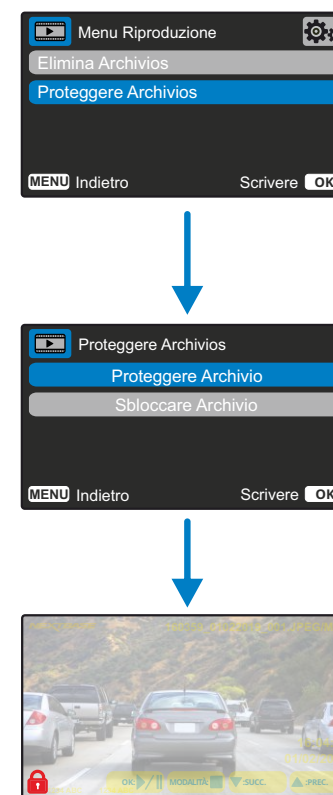 Menu Riproduzione
Elimina Archivios
Proteggere Archivios
MENU Indietro Scrivere OK
Proteggere Archivios
Proteggere Archivio
Sbloccare Archivio
MENU Indietro Scrivere OK
OK: MODALITÀ: :SUCC. :PREC.